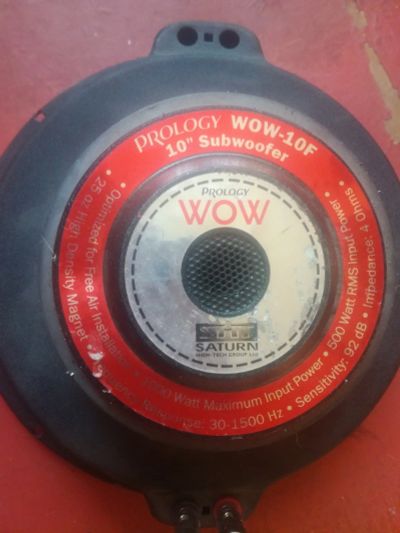 PROLOGY WOW-10F
10" Subwoofer
• Optimized for Free Air Installation • 1000 Watt Maximum Input Power • 500 Watt RMS Input Power •
25 oz High Density Magnet • Response: 30-1500 Hz • Sensitivity: 92 dB • Impedance: 4 Ohms •
PROLOGY
WOW
SATURN
HIGH-TECH GROUP LTD